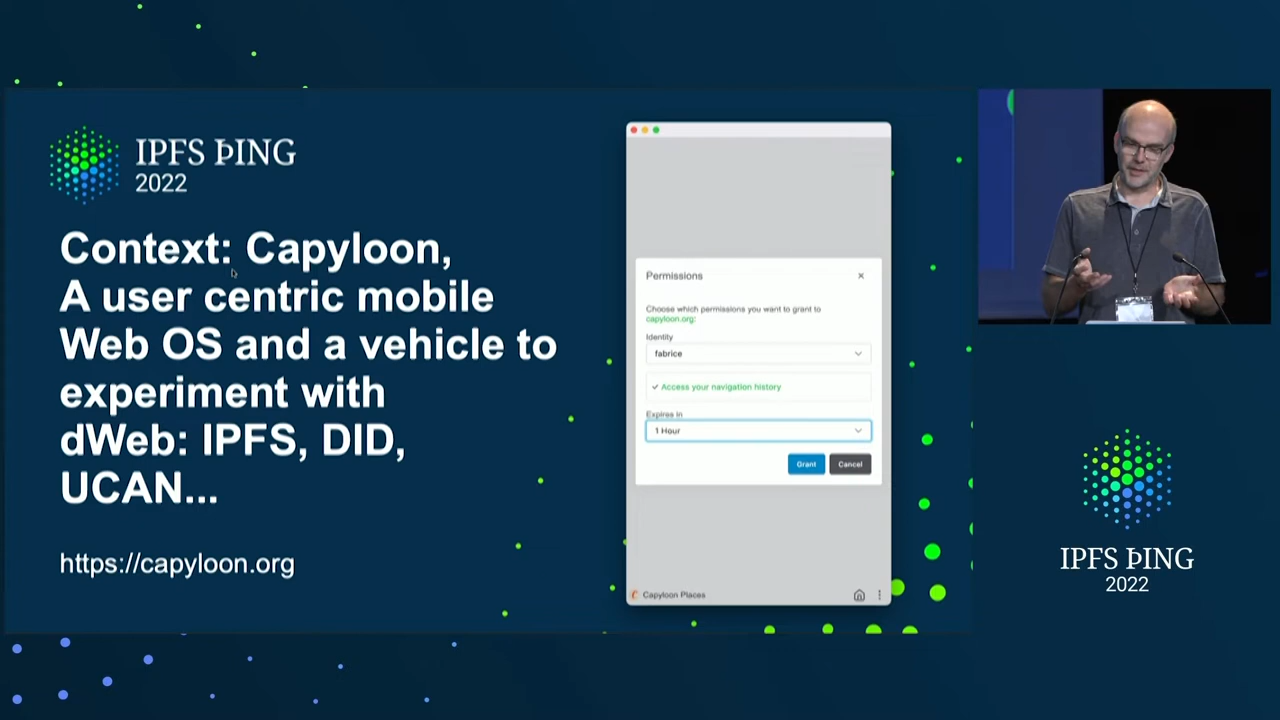 IPFS ÞING
2022
Context: Capyloon,
A user centric mobile
Web OS and a vehicle to
experiment with
dWeb: IPFS, DID,
UCAN...
https://capyloon.org
Permissions
Choose which permissions you want to grant to
capyloon.org:
Identity
fabrice
Access your navigation history
Expires in
1 Hour
Grant Cancel
Capyloon Places
IPFS ÞING
2022